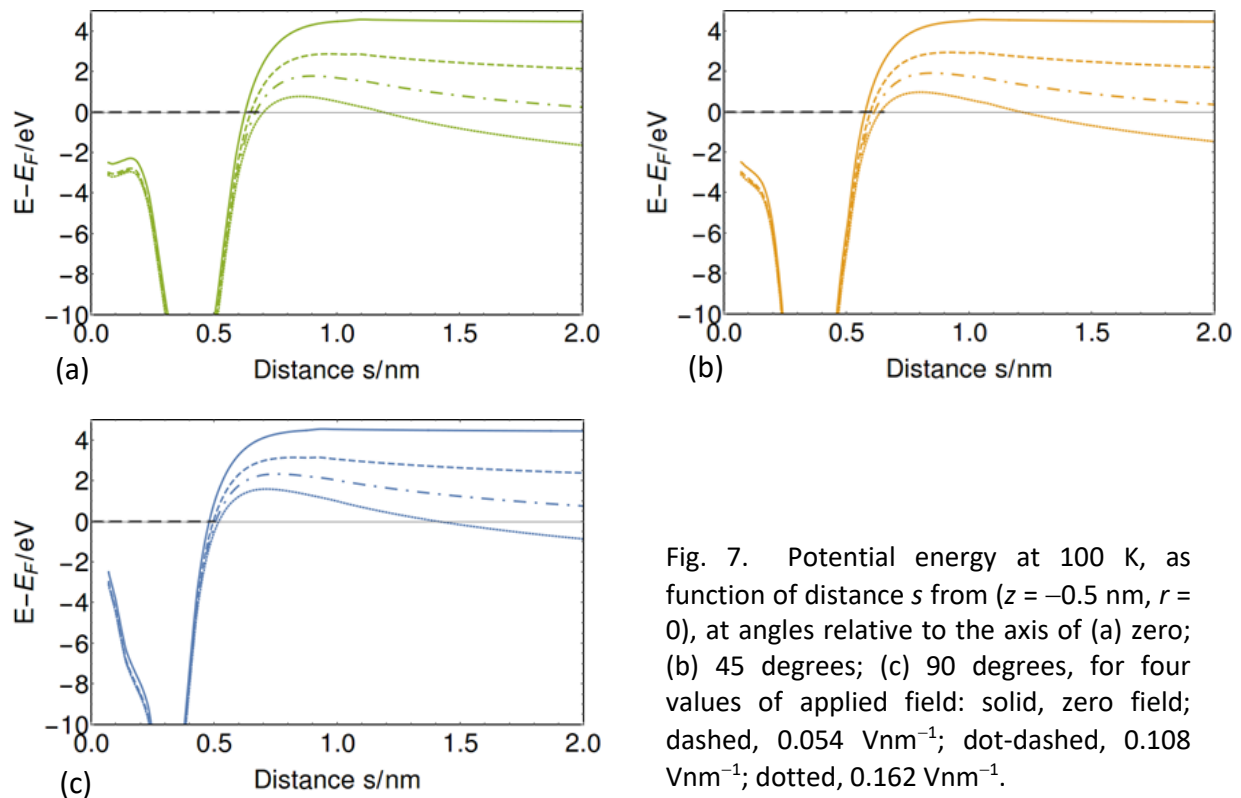 4
2
0
−2
−4
−6
−8
−10
E−E_F/eV
0.0 0.5 1.0 1.5 2.0
Distance s/nm
(a)
4
2
0
−2
−4
−6
−8
−10
E−E_F/eV
0.0 0.5 1.0 1.5 2.0
Distance s/nm
(b)
4
2
0
−2
−4
−6
−8
−10
E−E_F/eV
0.0 0.5 1.0 1.5 2.0
Distance s/nm
(c)
Fig. 7. Potential energy at 100 K, as
function of distance s from (z = −0.5 nm, r =
0), at angles relative to the axis of (a) zero;
(b) 45 degrees; (c) 90 degrees, for four
values of applied field: solid, zero field;
dashed, 0.054 Vnm⁻¹; dot-dashed, 0.108
Vnm⁻¹; dotted, 0.162 Vnm⁻¹.